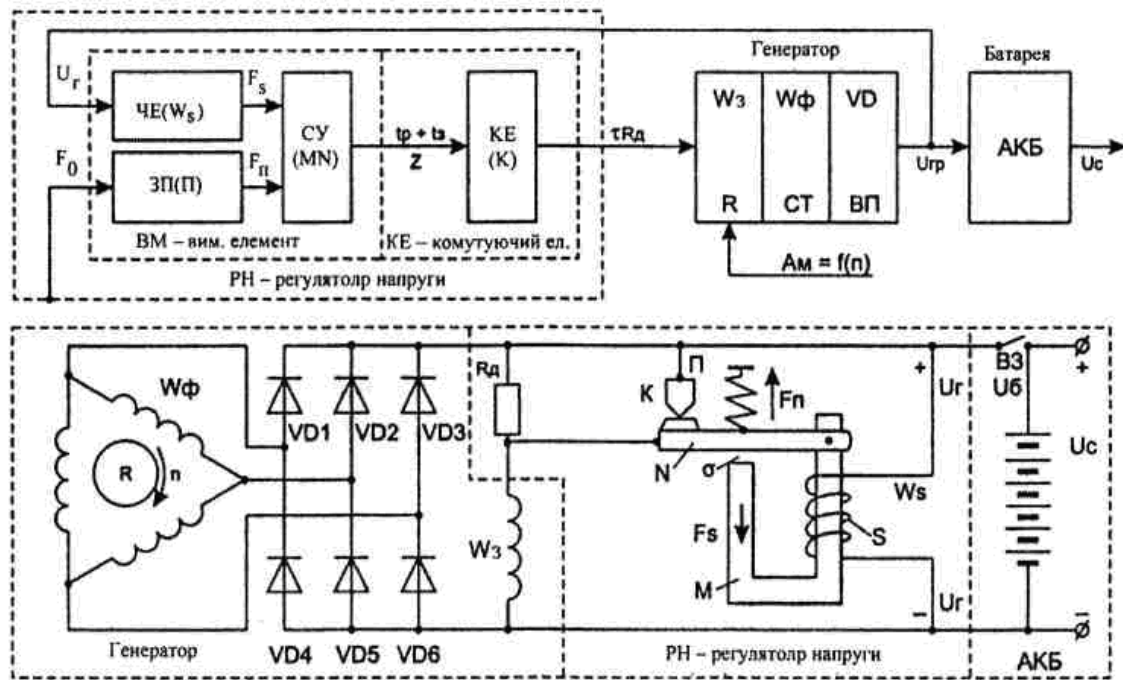 Генератор
Батарея
Uг
Fs
ЧЕ(Ws)
СУ
(MN)
tр + tз
Z
КЕ
(К)
τRд
Wз
Wф
VD
R
СТ
ВП
Uгр
АКБ
Uс
F0
Fп
ЗП(П)
ВМ – вим. елемент
КЕ – комутуючий ел.
РН – регулятолр напруги
Ам = f(n)
Wф
R
n
VD1
VD2
VD3
Rд
К
П
Fп
N
σ
Fs
M
Ws
S
Wз
+
Uг
ВЗ
Uб
+
Uс
−
Uг
−
Генератор
VD4
VD5
VD6
РН – регулятолр напруги
АКБ